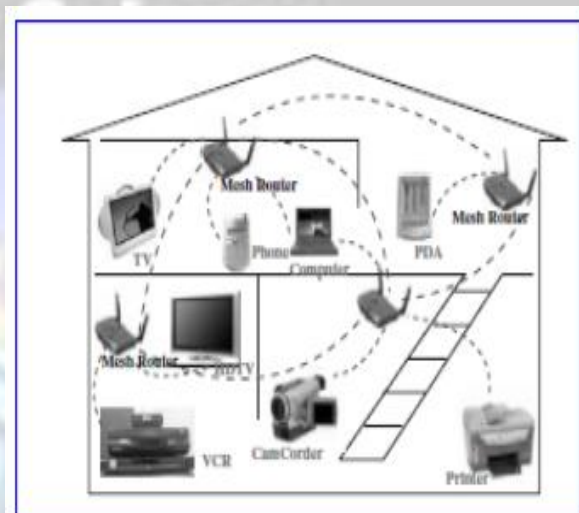 Mesh Router
Mesh Router
TV
Phone
Computer
PDA
Mesh Router
HDTV
VCR
CamCorder
Printer